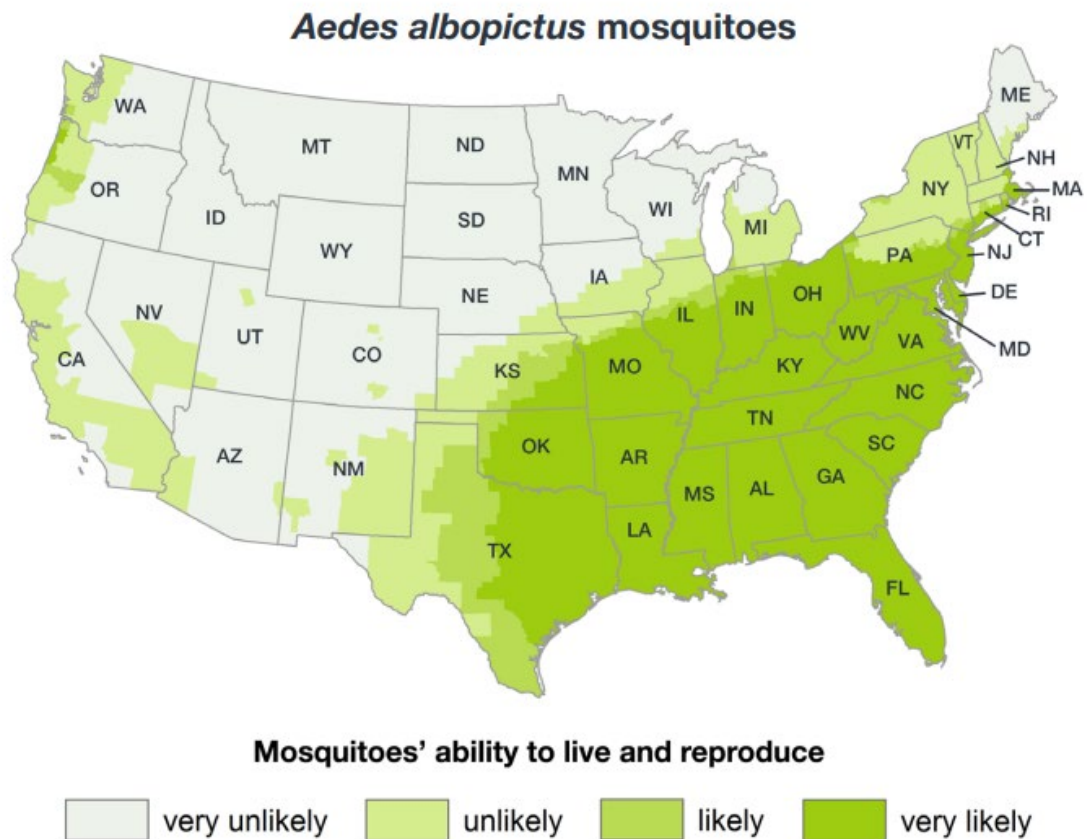 Aedes albopictus mosquitoes
WA
MT
ND
MN
ME
VT
NH
OR
ID
SD
WI
NY
MA
MI
RI
WY
CT
IA
PA
NJ
NE
NV
OH
DE
UT
IL
IN
CO
WV
MD
CA
VA
KS
MO
KY
NC
TN
OK
AZ
NM
AR
SC
MS
AL
GA
LA
TX
FL
Mosquitoes' ability to live and reproduce
very unlikely
unlikely
likely
very likely